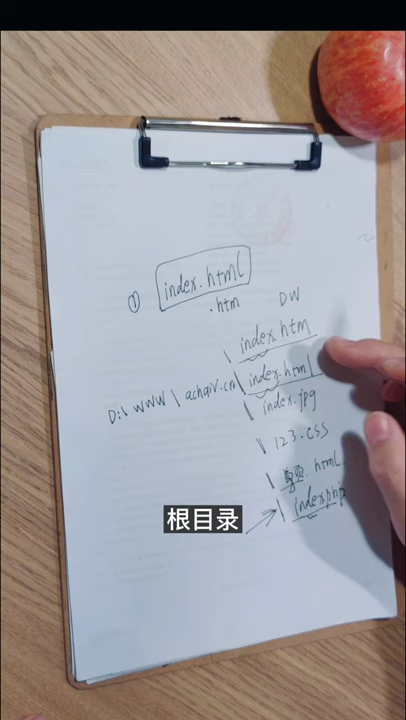 ① index.html
.htm
DW
\ index.htm
D:\ WWW \ achair.cn \ index.html
\ index.jpg
\ 123.css
\ 首页.html
\ index.php
根目录